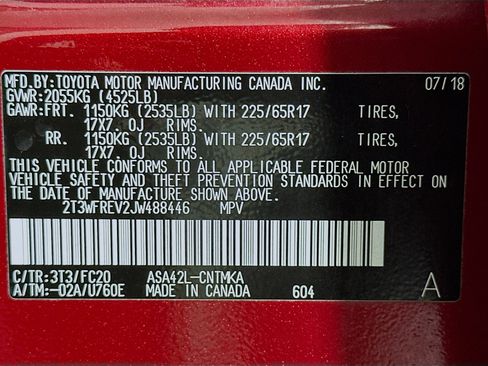 MFD.BY:TOYOTA MOTOR MANUFACTURING CANADA INC. 07/18
GVWR:2055KG (4525LB)
GAWR:FRT. 1150KG (2535LB) WITH 225/65R17 TIRES,
17X7. 0J RIMS.
RR. 1150KG (2535LB) WITH 225/65R17 TIRES,
17X7. 0J RIMS.
THIS VEHICLE CONFORMS TO ALL APPLICABLE FEDERAL MOTOR
VEHICLE SAFETY AND THEFT PREVENTION STANDARDS IN EFFECT ON
THE DATE OF MANUFACTURE SHOWN ABOVE.
2T3WFREV2JW488446 MPV
C/TR:3T3/FC20 ASA42L-CNTMKA
A/TM:-02A/U760E MADE IN CANADA 604 A